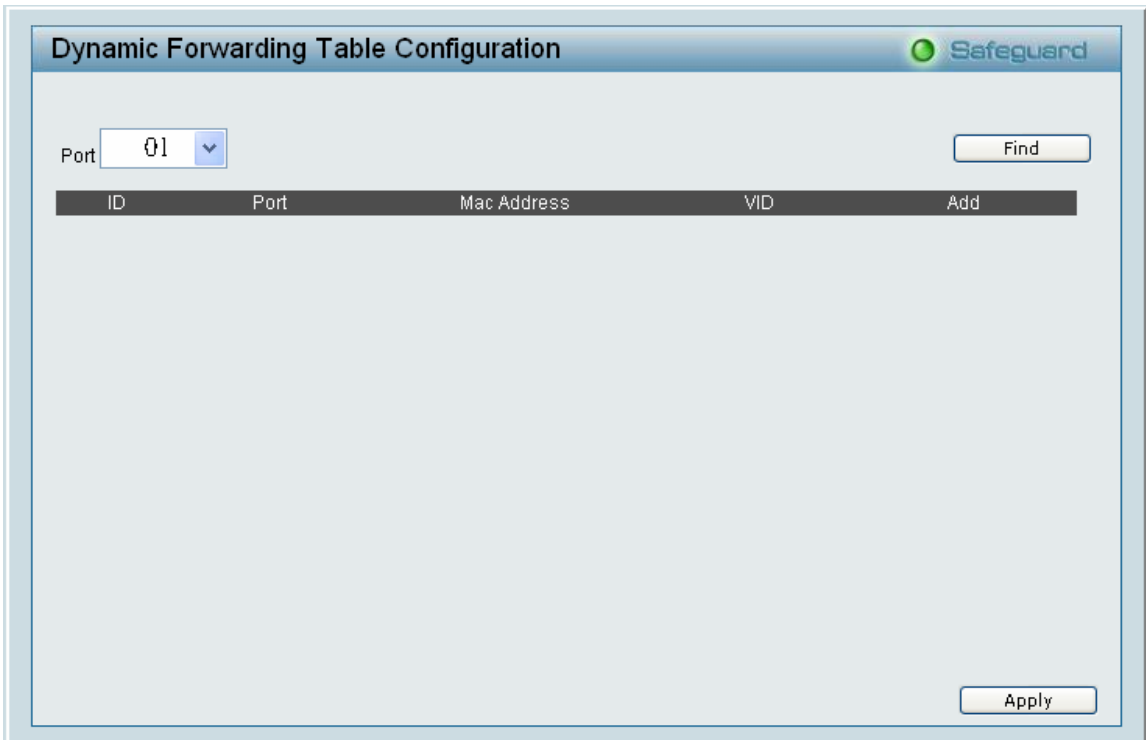 Dynamic Forwarding Table Configuration Safeguard
Port 01 Find
ID Port Mac Address VID Add
Apply